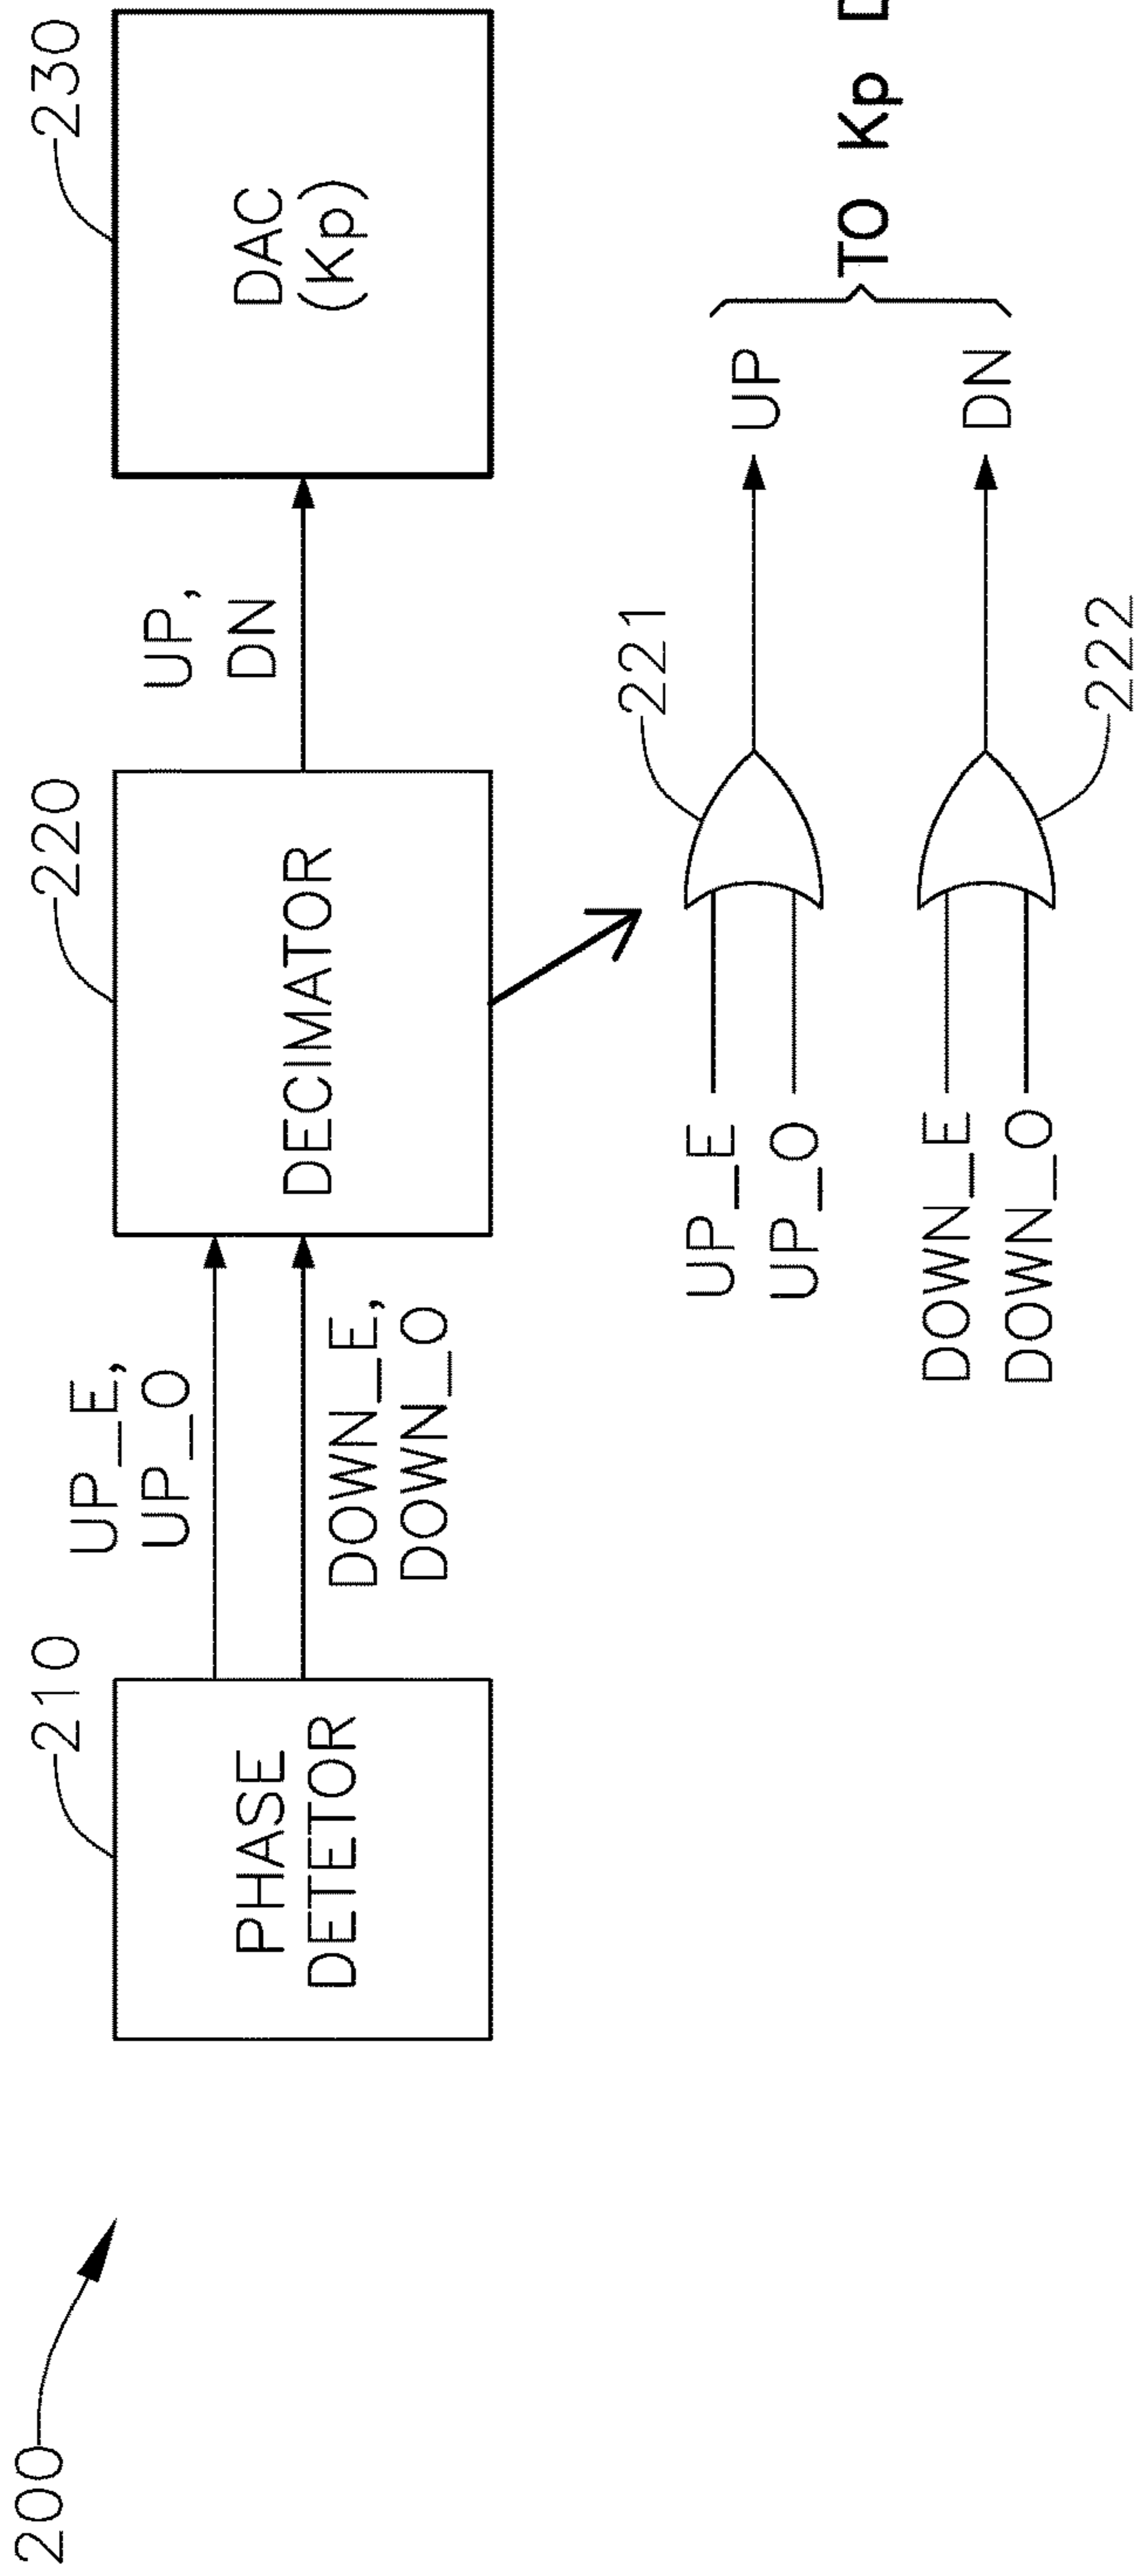 200
210
PHASE
DETETOR
UP_E,
UP_O
DOWN_E,
DOWN_O
220
DECIMATOR
UP,
DN
230
DAC
(Kp)
UP_E
UP_O
221
UP
DOWN_E
DOWN_O
222
DN
TO Kp